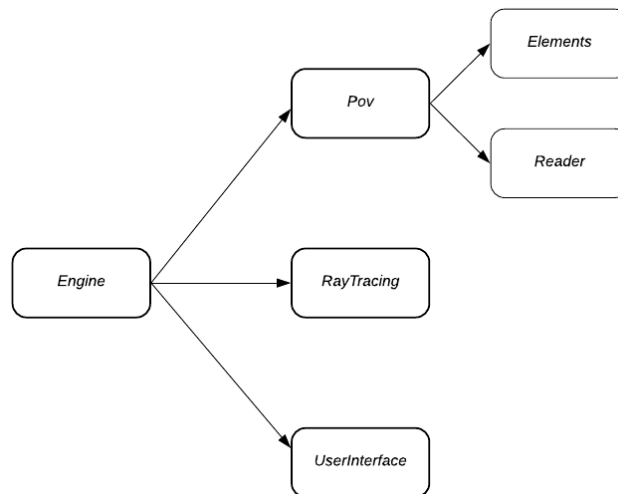 Elements
Pov
Reader
Engine
RayTracing
UserInterface